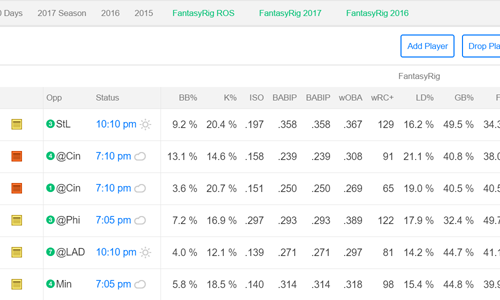 Days 2017 Season 2016 2015 FantasyRig ROS FantasyRig 2017 FantasyRig 2016
Add Player Drop Pla
FantasyRig
Opp Status BB% K% ISO BABIP BABIP wOBA wRC+ LD% GB% F
3 StL 10:10 pm 9.2 % 20.4 % .197 .358 .358 .367 129 16.2 % 49.5 % 34.3
4 @Cin 7:10 pm 13.1 % 14.6 % .158 .239 .239 .308 91 21.1 % 40.8 % 38.0
1 @Cin 7:10 pm 3.6 % 20.7 % .151 .250 .250 .269 65 19.0 % 40.5 % 40.5
3 @Phi 7:05 pm 7.2 % 16.9 % .297 .293 .293 .389 122 17.9 % 32.4 % 49.7
7 @LAD 10:10 pm 4.0 % 12.1 % .139 .271 .271 .297 81 14.2 % 44.7 % 41.1
4 Min 7:05 pm 5.8 % 18.5 % .140 .314 .314 .318 98 15.4 % 44.8 % 39.9